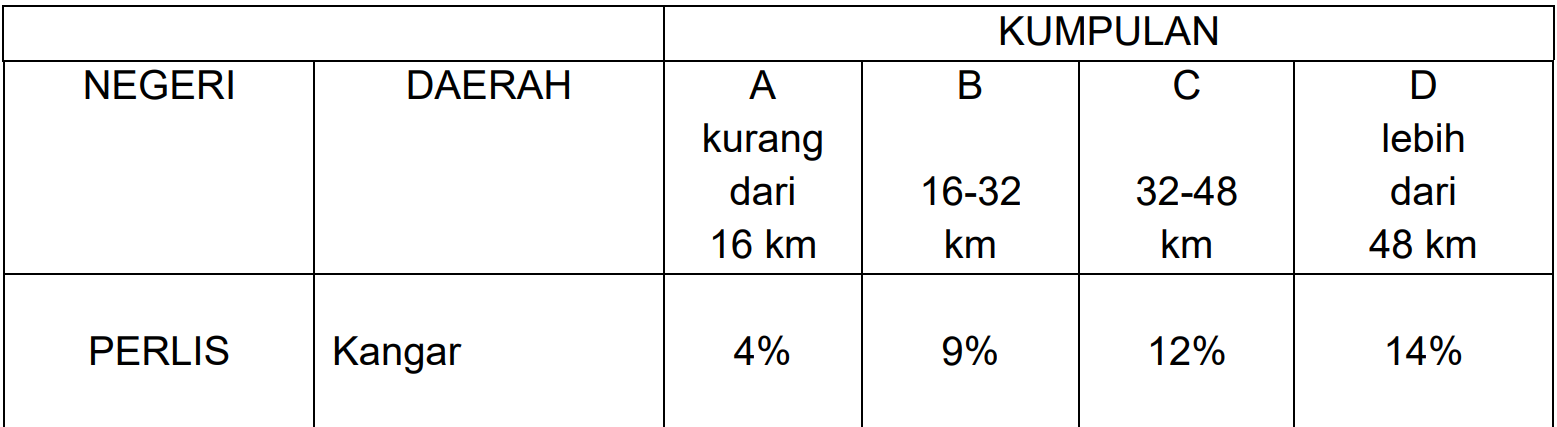 KUMPULAN
NEGERI DAERAH A B C D
kurang lebih
dari 16-32 32-48 dari
16 km km km 48 km
PERLIS Kangar 4% 9% 12% 14%